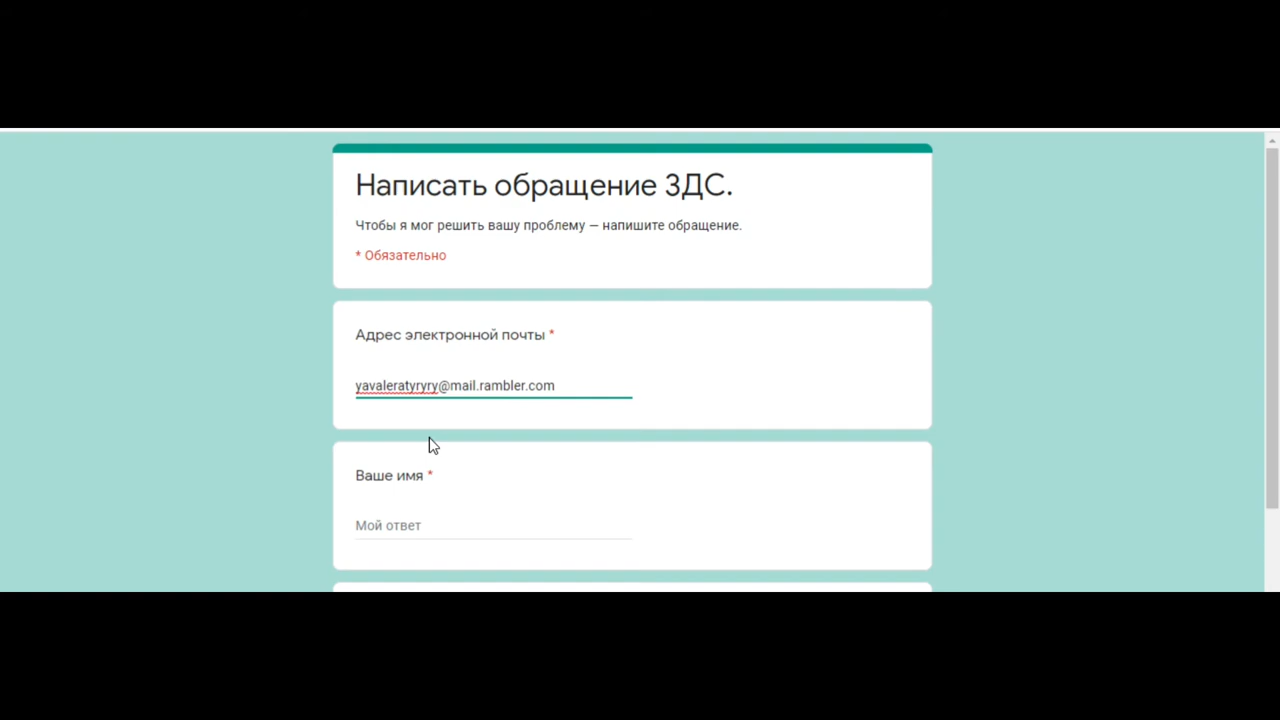 Написать обращение ЗДС.
Чтобы я мог решить вашу проблему — напишите обращение.
* Обязательно
Адрес электронной почты *
yavaleratyryry@mail.rambler.com
Ваше имя *
Мой ответ